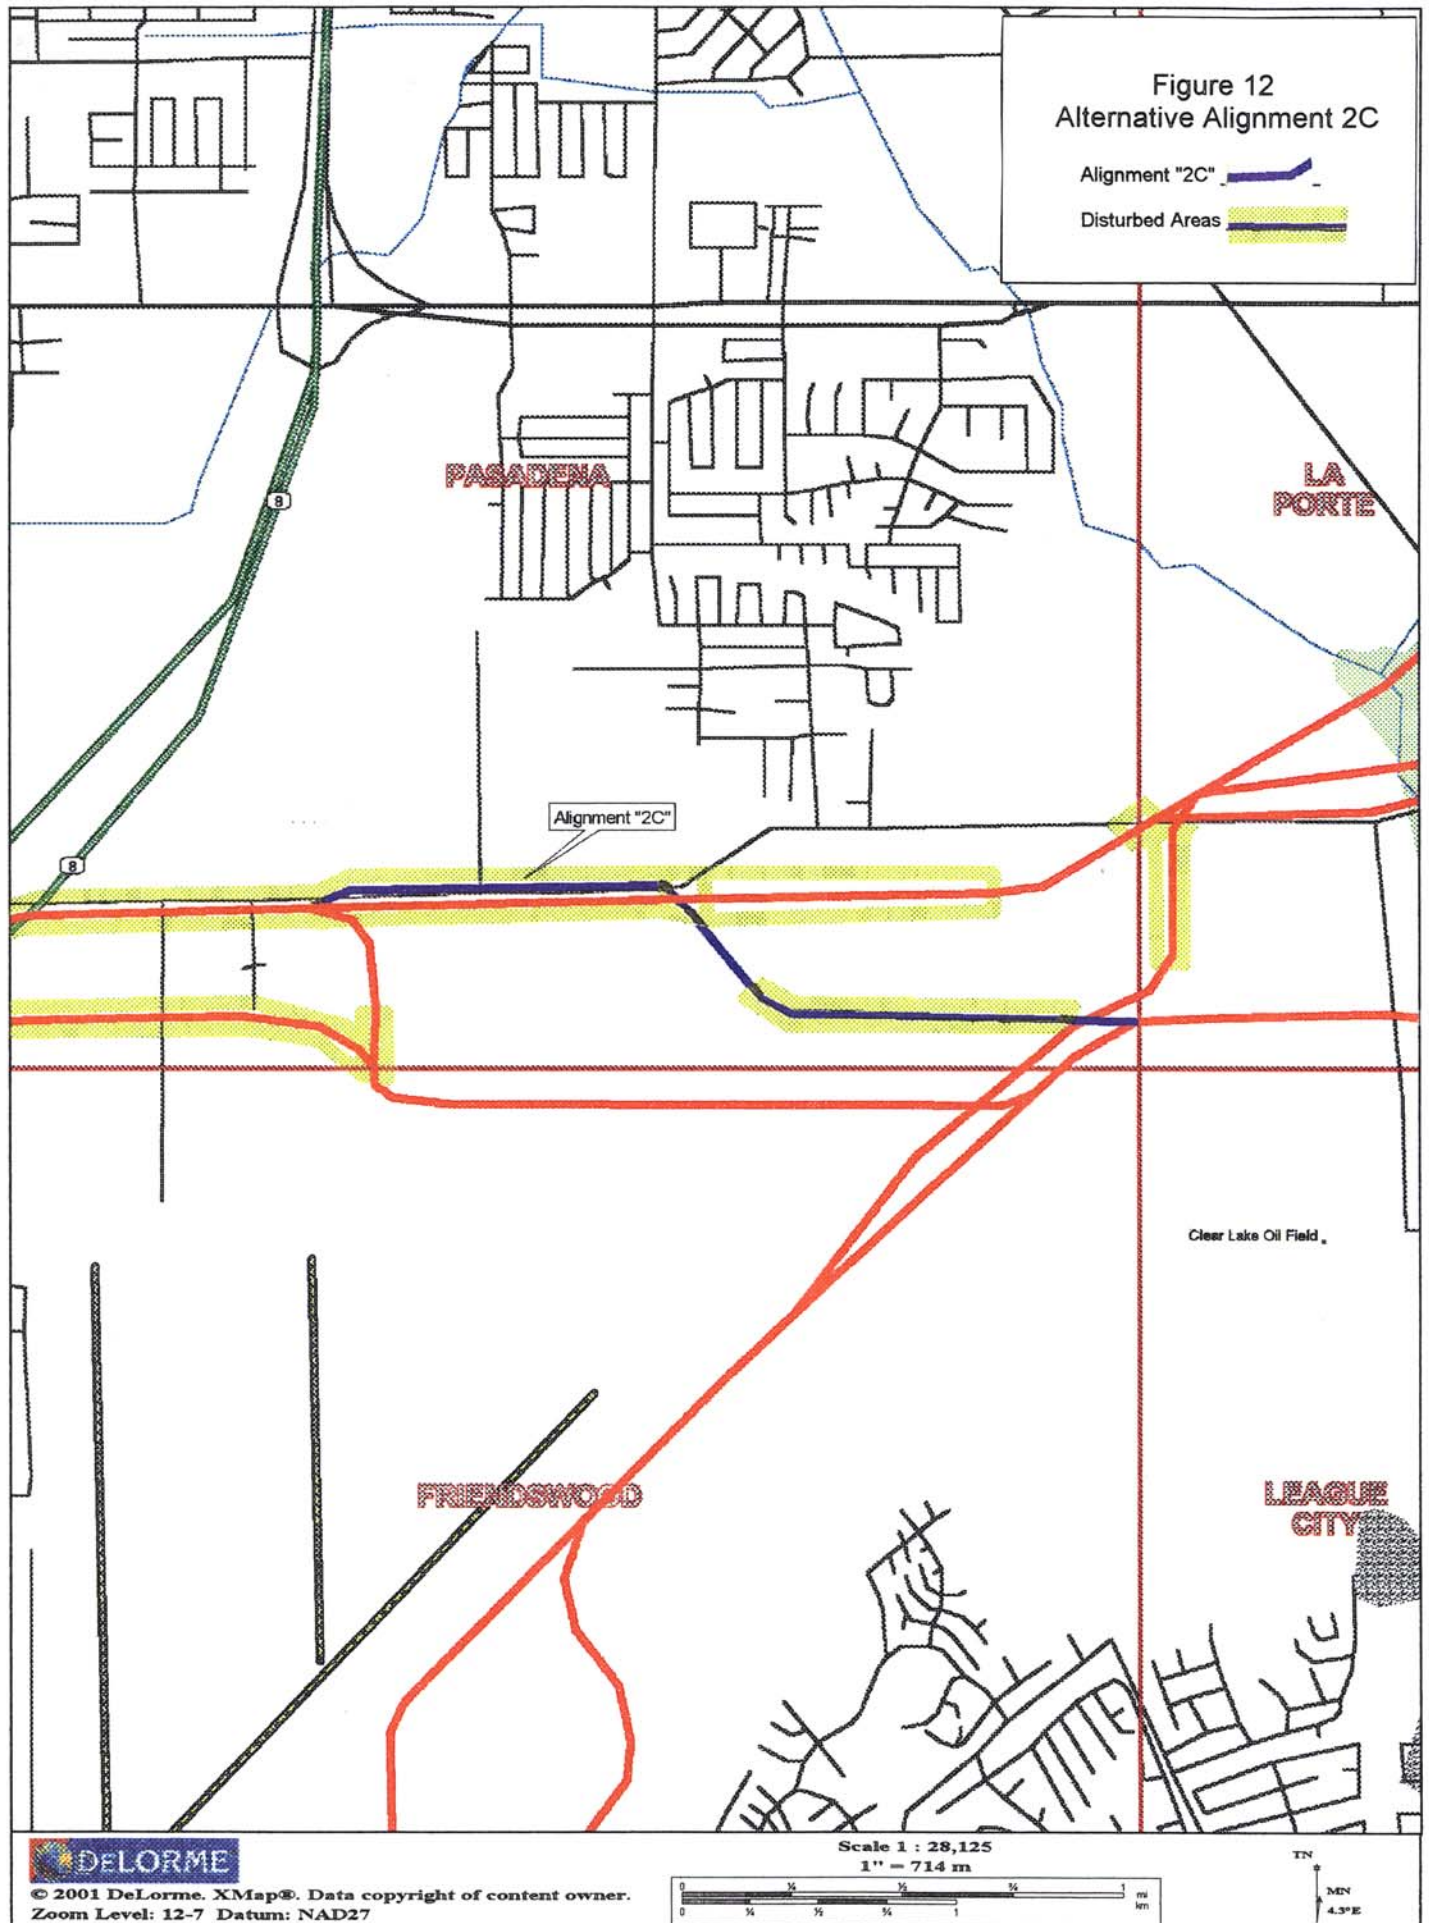 Figure 12
Alternative Alignment 2C
Alignment "2C"
Disturbed Areas
PASADENA
LA
PORTE
8
Alignment "2C"
8
Clear Lake Oil Field
FRIENDSWOOD
LEAGUE
CITY
DELORME
© 2001 DeLorme. XMap®. Data copyright of content owner.
Zoom Level: 12-7 Datum: NAD27
Scale 1 : 28,125
1" = 714 m
0 ¼ ½ ¾ 1 mi
0 ¼ ½ ¾ 1 km
TN
MN
4.3°E